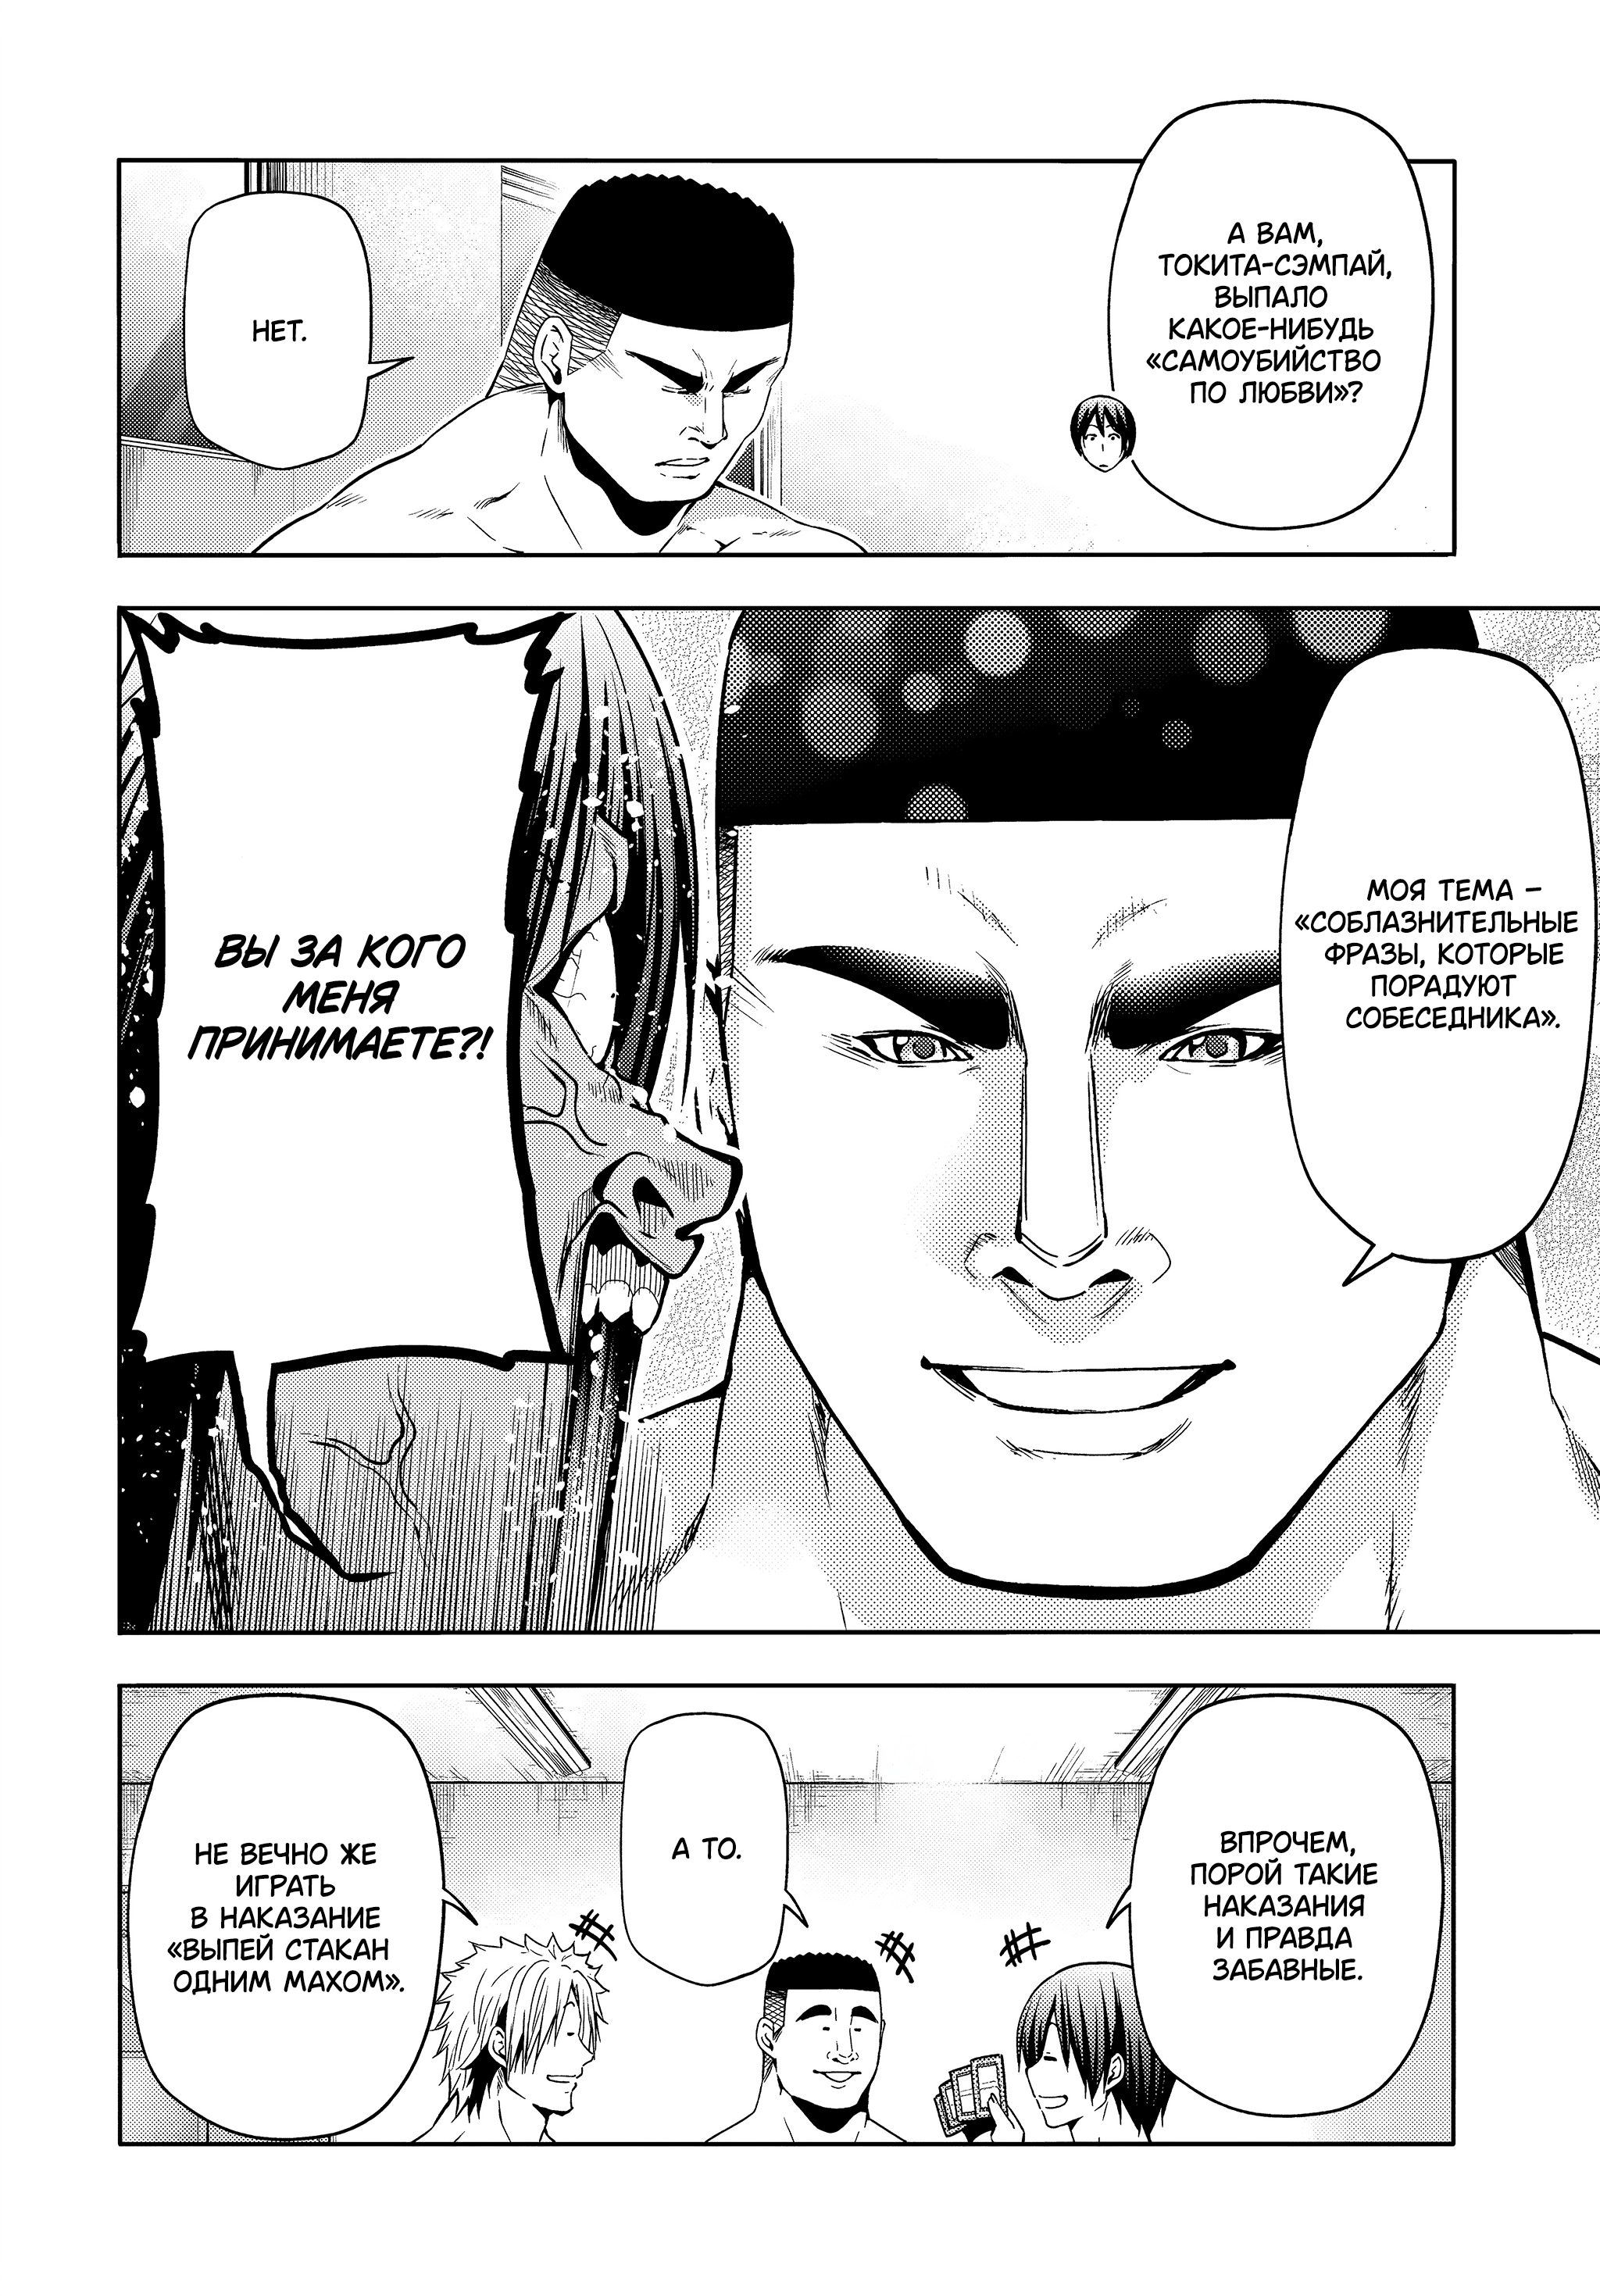 А ВАМ,
ТОКИТА-СЭМПАЙ,
ВЫПАЛО
КАКОЕ-НИБУДЬ
«САМОУБИЙСТВО
ПО ЛЮБВИ»?
НЕТ.
МОЯ ТЕМА –
«СОБЛАЗНИТЕЛЬНЫЕ
ФРАЗЫ, КОТОРЫЕ
ПОРАДУЮТ
СОБЕСЕДНИКА».
ВЫ ЗА КОГО
МЕНЯ
ПРИНИМАЕТЕ?!
ВПРОЧЕМ,
ПОРОЙ ТАКИЕ
НАКАЗАНИЯ
И ПРАВДА
ЗАБАВНЫЕ.
А ТО.
НЕ ВЕЧНО ЖЕ
ИГРАТЬ
В НАКАЗАНИЕ
«ВЫПЕЙ СТАКАН
ОДНИМ МАХОМ».